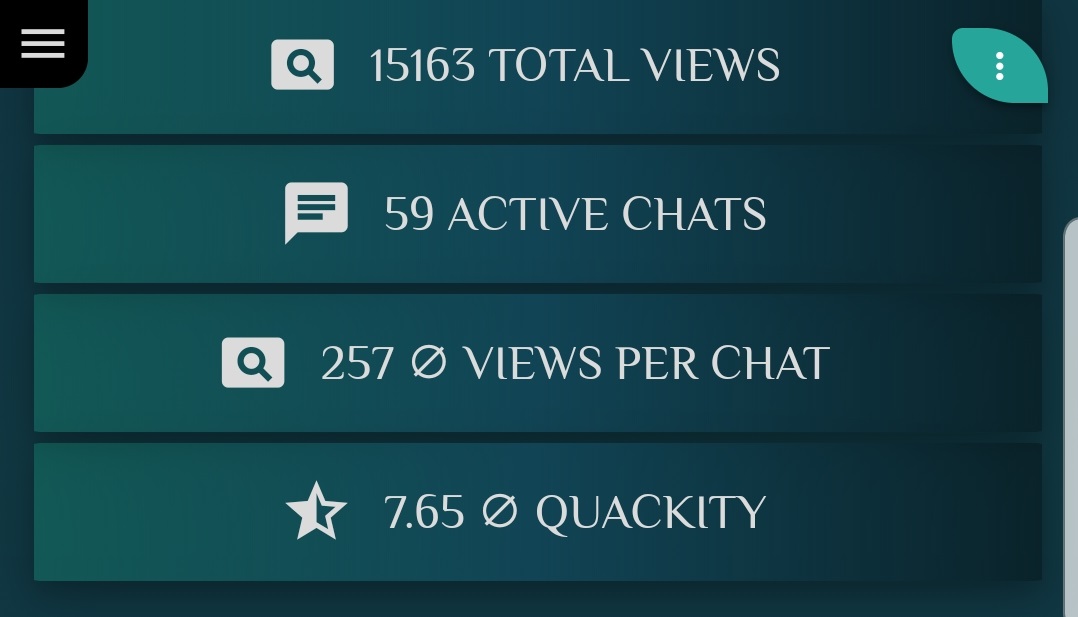 15163 TOTAL VIEWS
59 ACTIVE CHATS
257 ∅ VIEWS PER CHAT
7.65 ∅ QUACKITY